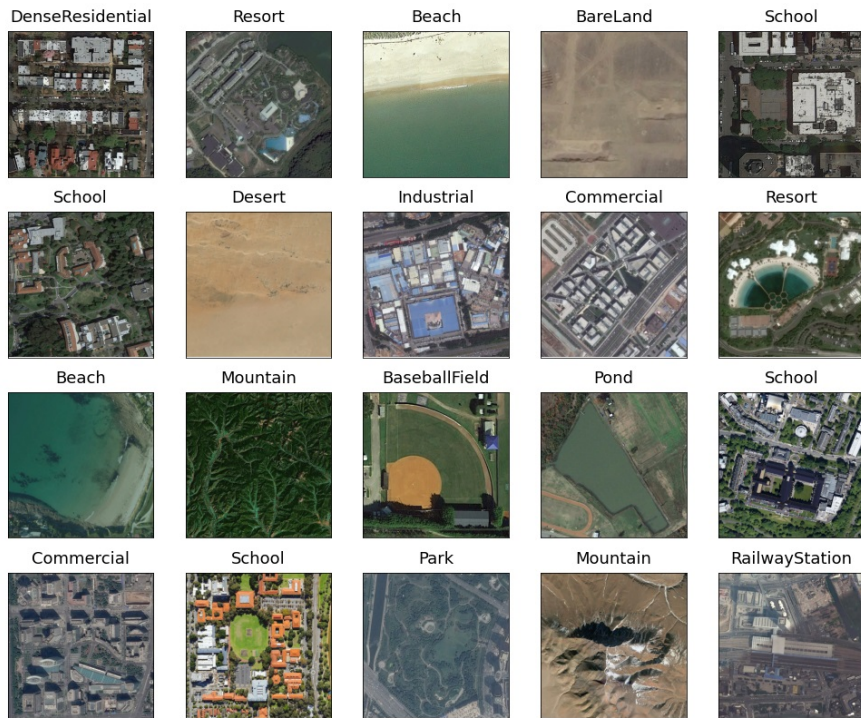 DenseResidential
Resort
Beach
BareLand
School
School
Desert
Industrial
Commercial
Resort
Beach
Mountain
BaseballField
Pond
School
Commercial
School
Park
Mountain
RailwayStation